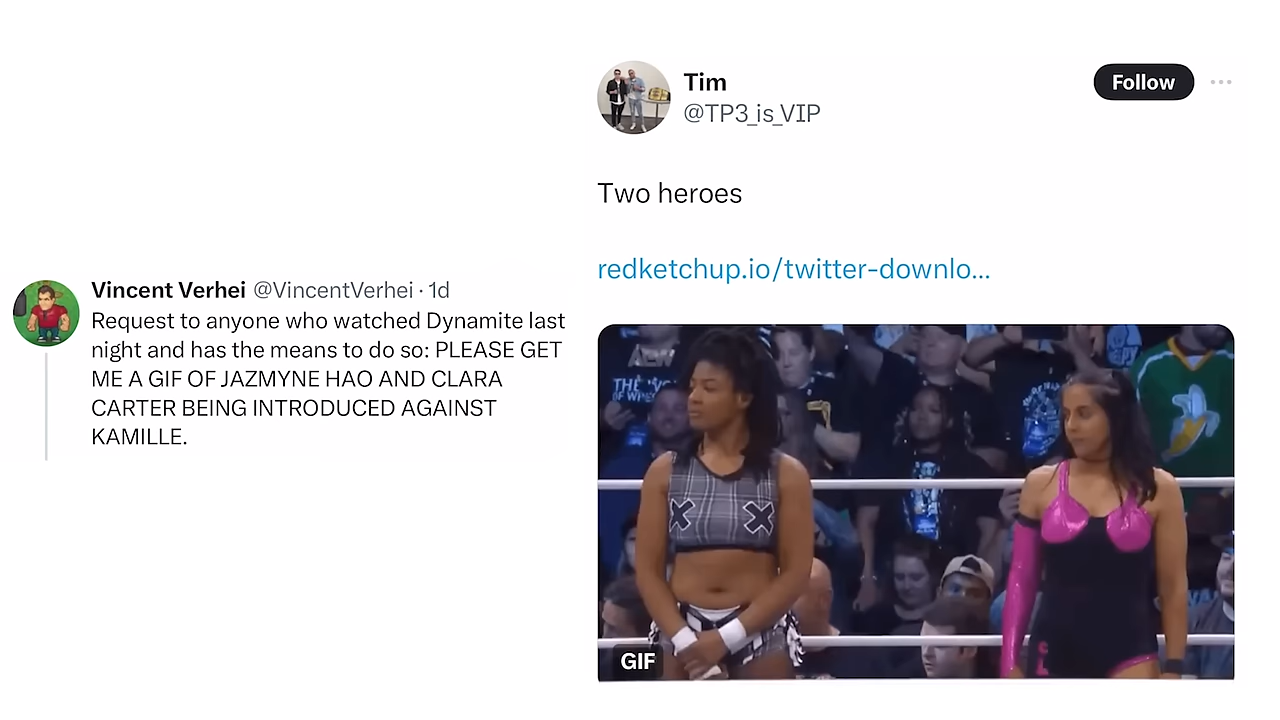 Vincent Verhei @VincentVerhei · 1d
Request to anyone who watched Dynamite last
night and has the means to do so: PLEASE GET
ME A GIF OF JAZMYNE HAO AND CLARA
CARTER BEING INTRODUCED AGAINST
KAMILLE.
Tim
@TP3_is_VIP
Follow
Two heroes
redketchup.io/twitter-downlo...
AEW
THE
GIF